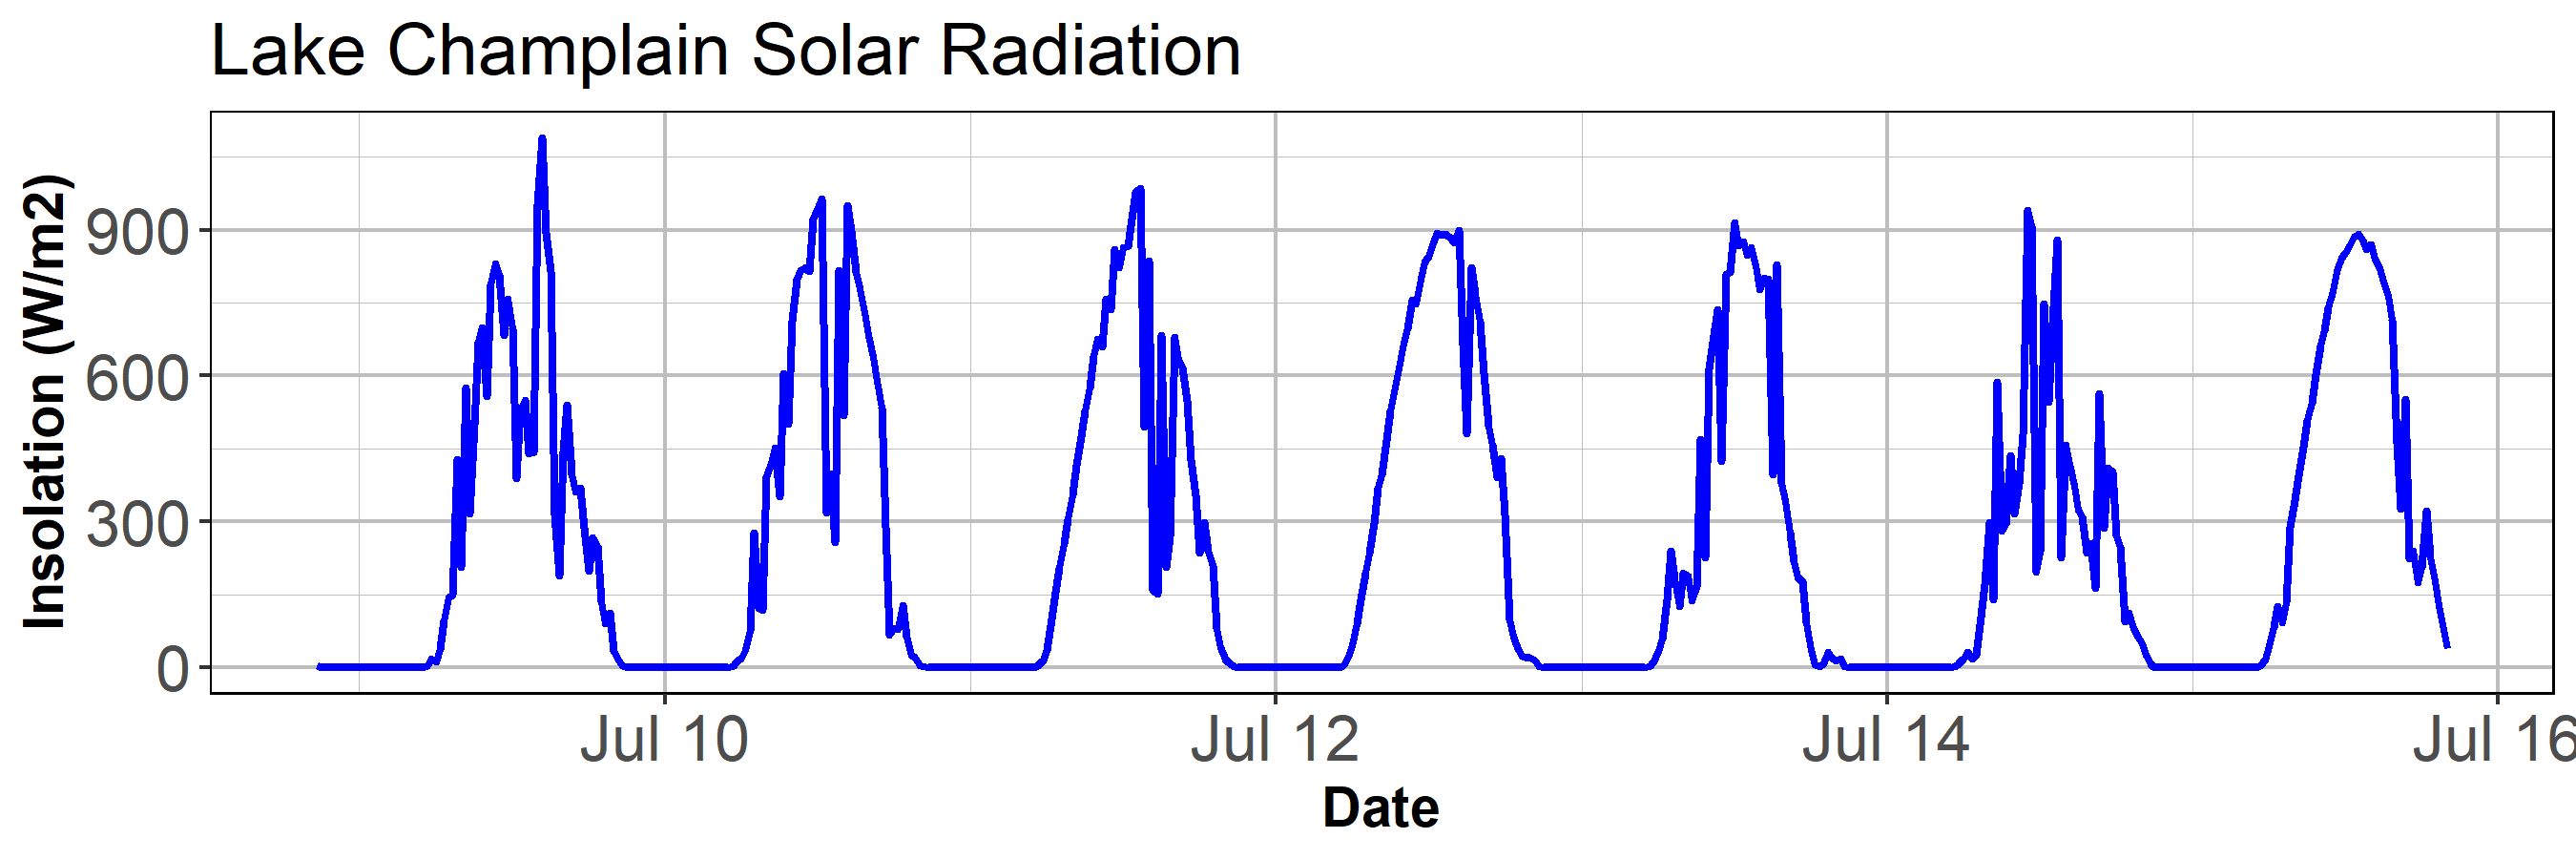 Lake Champlain Solar Radiation
Insolation (W/m2)
900
600
300
0
Jul 10
Jul 12
Jul 14
Jul 16
Date